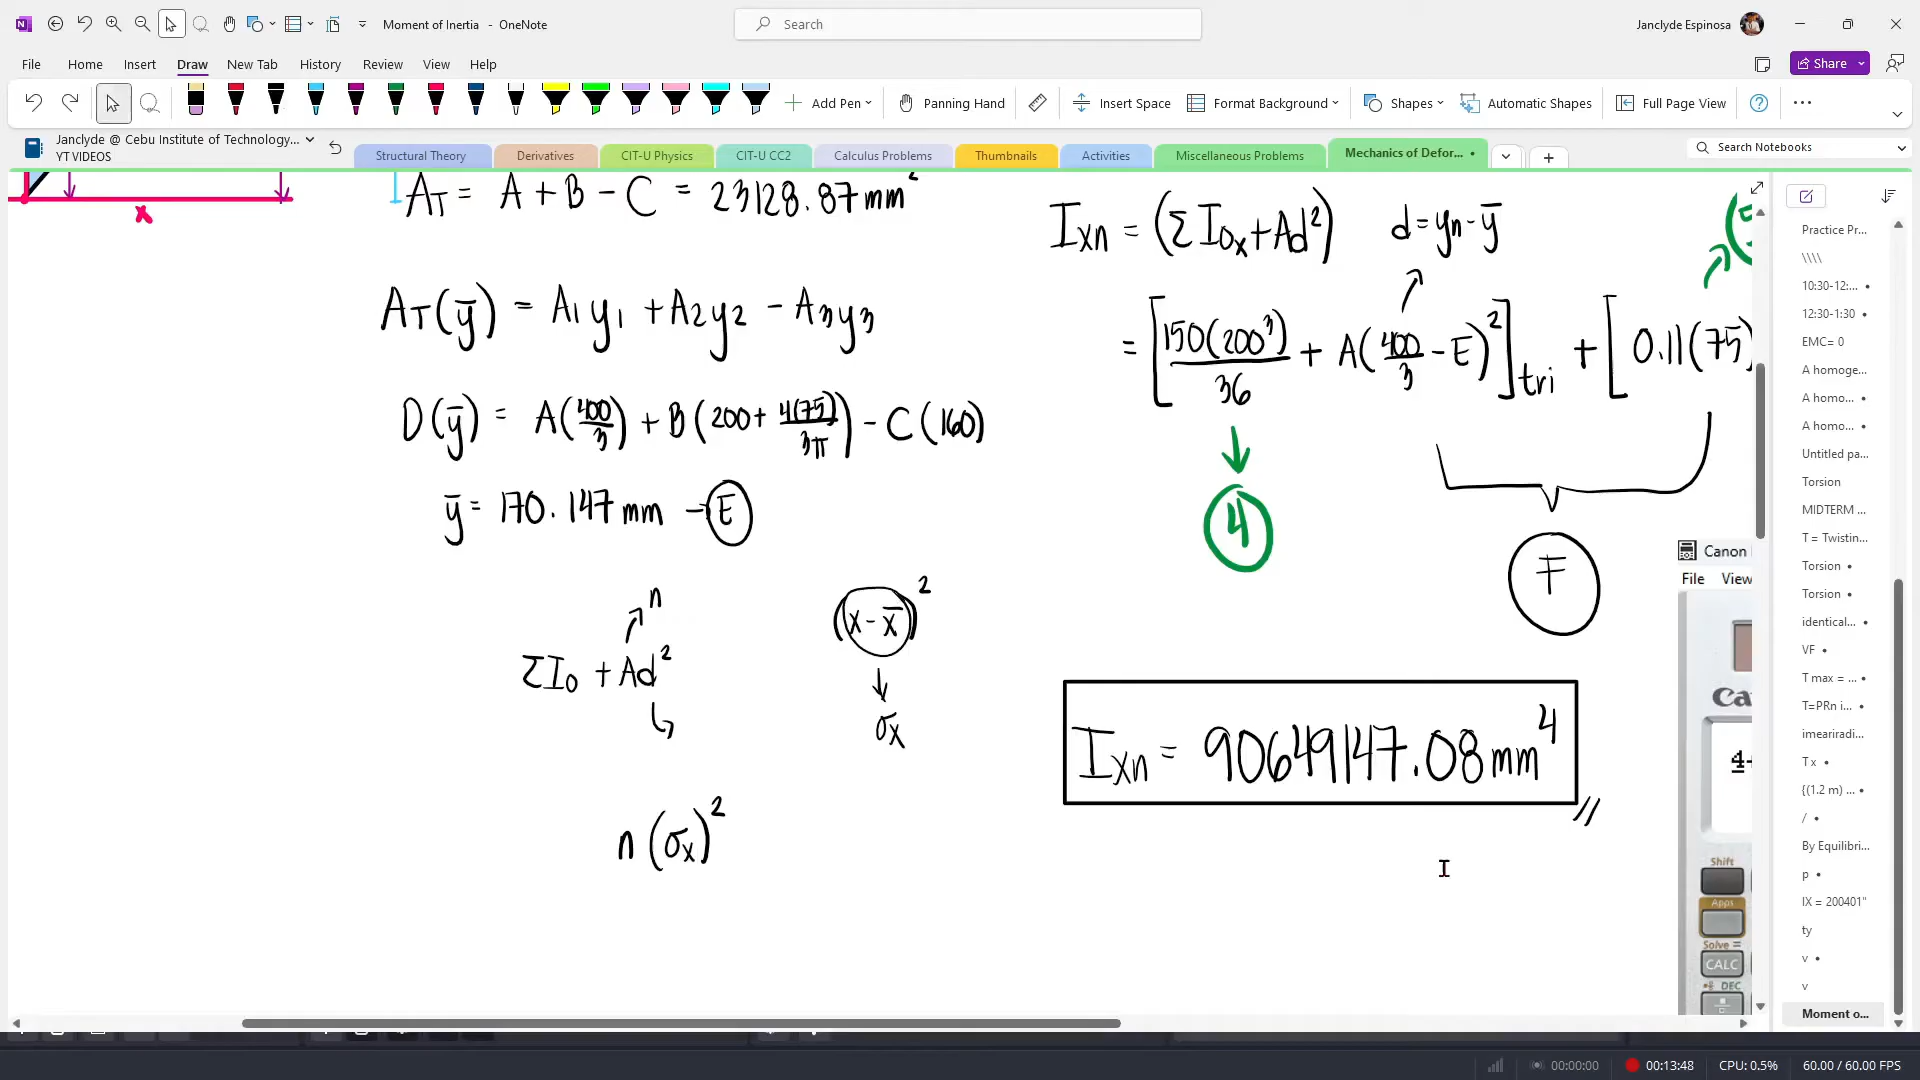 Moment of Inertia - OneNote
Search
Janclyde Espinosa
File Home Insert Draw New Tab History Review View Help
Share
Add Pen Panning Hand Insert Space Format Background Shapes Automatic Shapes Full Page View
Janclyde @ Cebu Institute of Technology...
YT VIDEOS
Structural Theory Derivatives CIT-U Physics CIT-U CC2 Calculus Problems Thumbnails Activities Miscellaneous Problems Mechanics of Defor...
Search Notebooks
x
AT = A + B - C = 23128.87 mm²
AT(ȳ) = A1y1 + A2y2 - A3y3
D(ȳ) = A(400/3) + B(200 + 4(75)/3π) - C(160)
ȳ = 170.147 mm - E
ΣI0 + Ad²
n
(x - x̄)²
σx
n(σx)²
Ixn = (ΣI0x + Ad²) d = yn - ȳ
= [150(200³)/36 + A(400/3 - E)²]tri + [0.11(75)
4
F
Ixn = 90649147.08 mm⁴
Canon
File View
Ca
4
Shift
Apps
Solve =
CALC
DEC
Practice Pr...
\\\\
10:30-12:...
12:30-1:30
EMC= 0
A homoge...
A homo...
A homo...
Untitled pa...
Torsion
MIDTERM ...
T = Twistin...
Torsion
Torsion
identical...
VF
T max = ...
T=PRn i...
imeariradi...
T x
{(1.2 m) ...
/
By Equilibri...
p
IX = 200401"
ty
v
v
Moment o...
00:00:00 00:13:48 CPU: 0.5% 60.00 / 60.00 FPS